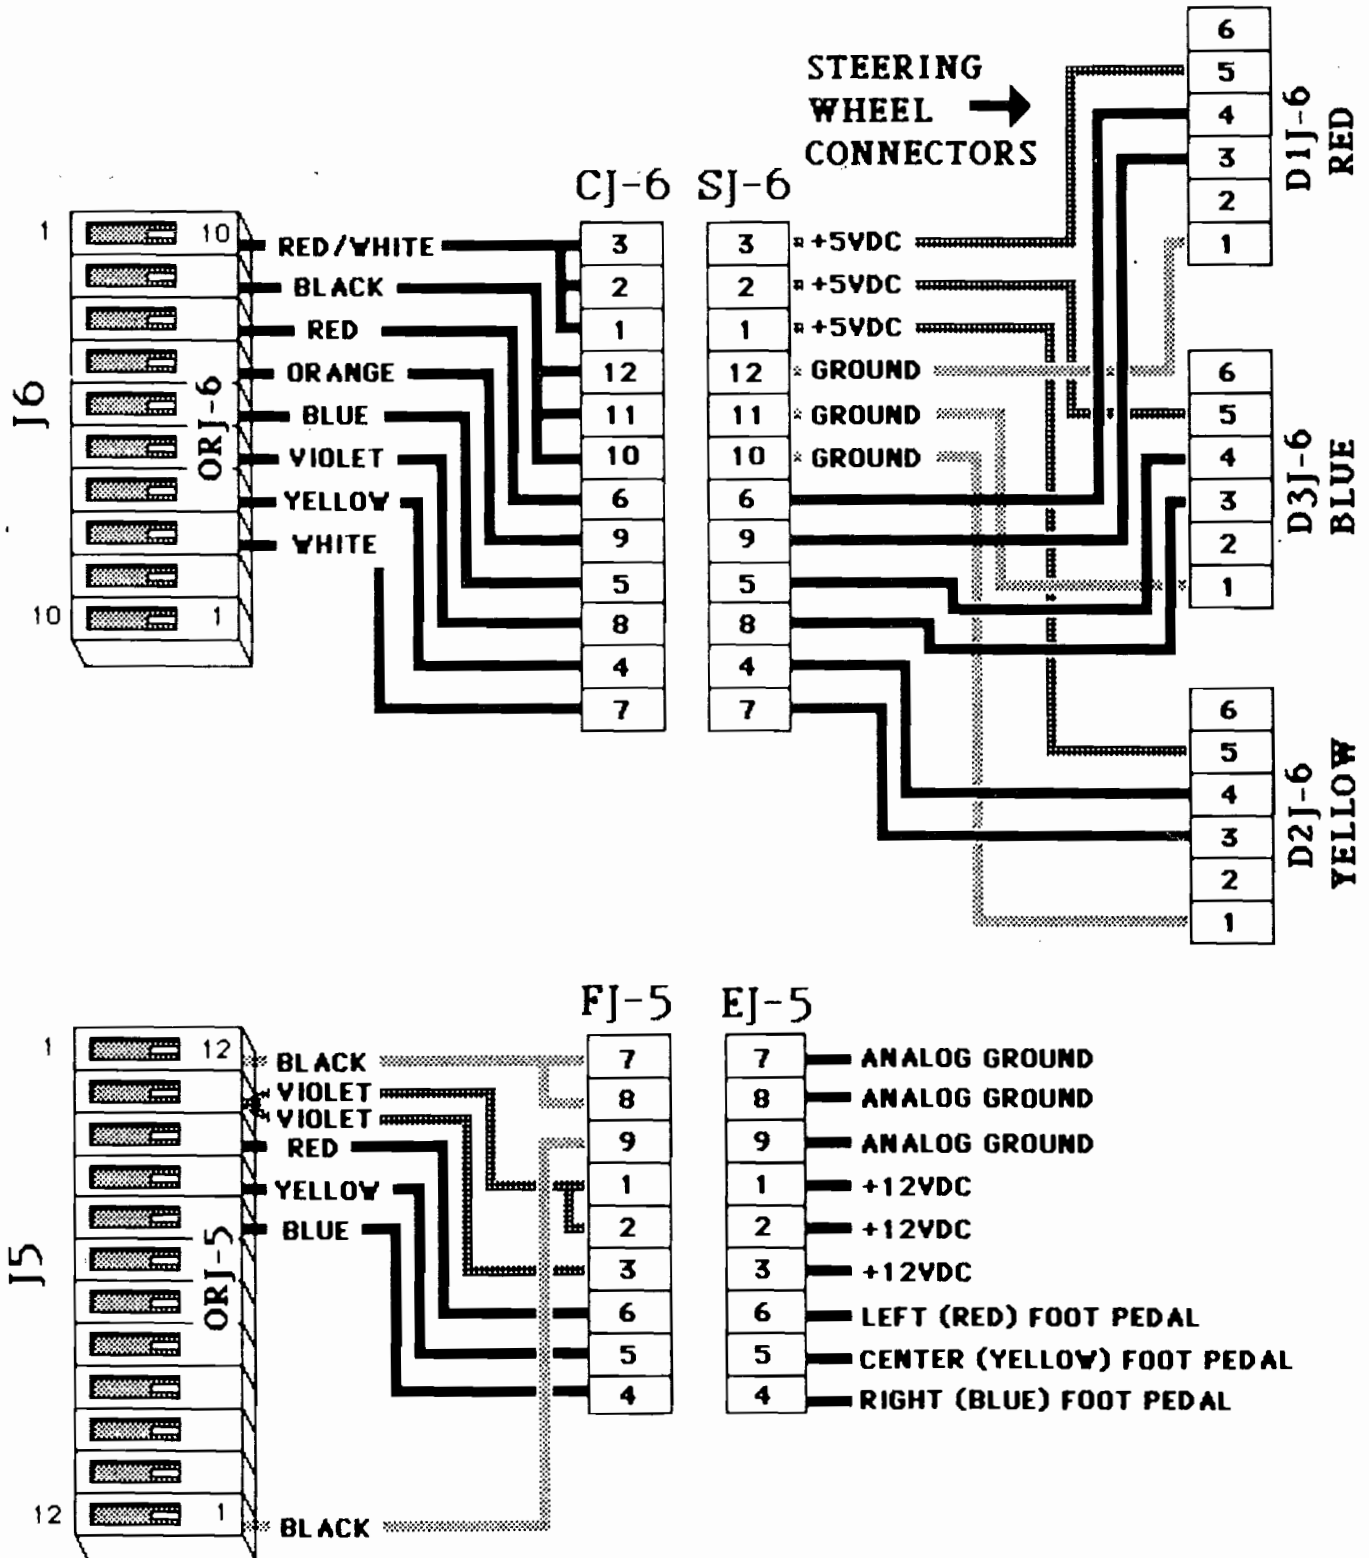 STEERING
WHEEL
CONNECTORS
6
5
4
3
2
1
D1J-6
RED
CJ-6
SJ-6
1
10
J6
ORJ-6
10
1
RED/WHITE
BLACK
RED
ORANGE
BLUE
VIOLET
YELLOW
WHITE
3
2
1
12
11
10
6
9
5
8
4
7
3
2
1
12
11
10
6
9
5
8
4
7
+5VDC
+5VDC
+5VDC
GROUND
GROUND
GROUND
6
5
4
3
2
1
D3J-6
BLUE
6
5
4
3
2
1
D2J-6
YELLOW
FJ-5
EJ-5
1
12
J5
ORJ-5
12
1
BLACK
VIOLET
VIOLET
RED
YELLOW
BLUE
BLACK
7
8
9
1
2
3
6
5
4
7 ANALOG GROUND
8 ANALOG GROUND
9 ANALOG GROUND
1 +12VDC
2 +12VDC
3 +12VDC
6 LEFT (RED) FOOT PEDAL
5 CENTER (YELLOW) FOOT PEDAL
4 RIGHT (BLUE) FOOT PEDAL